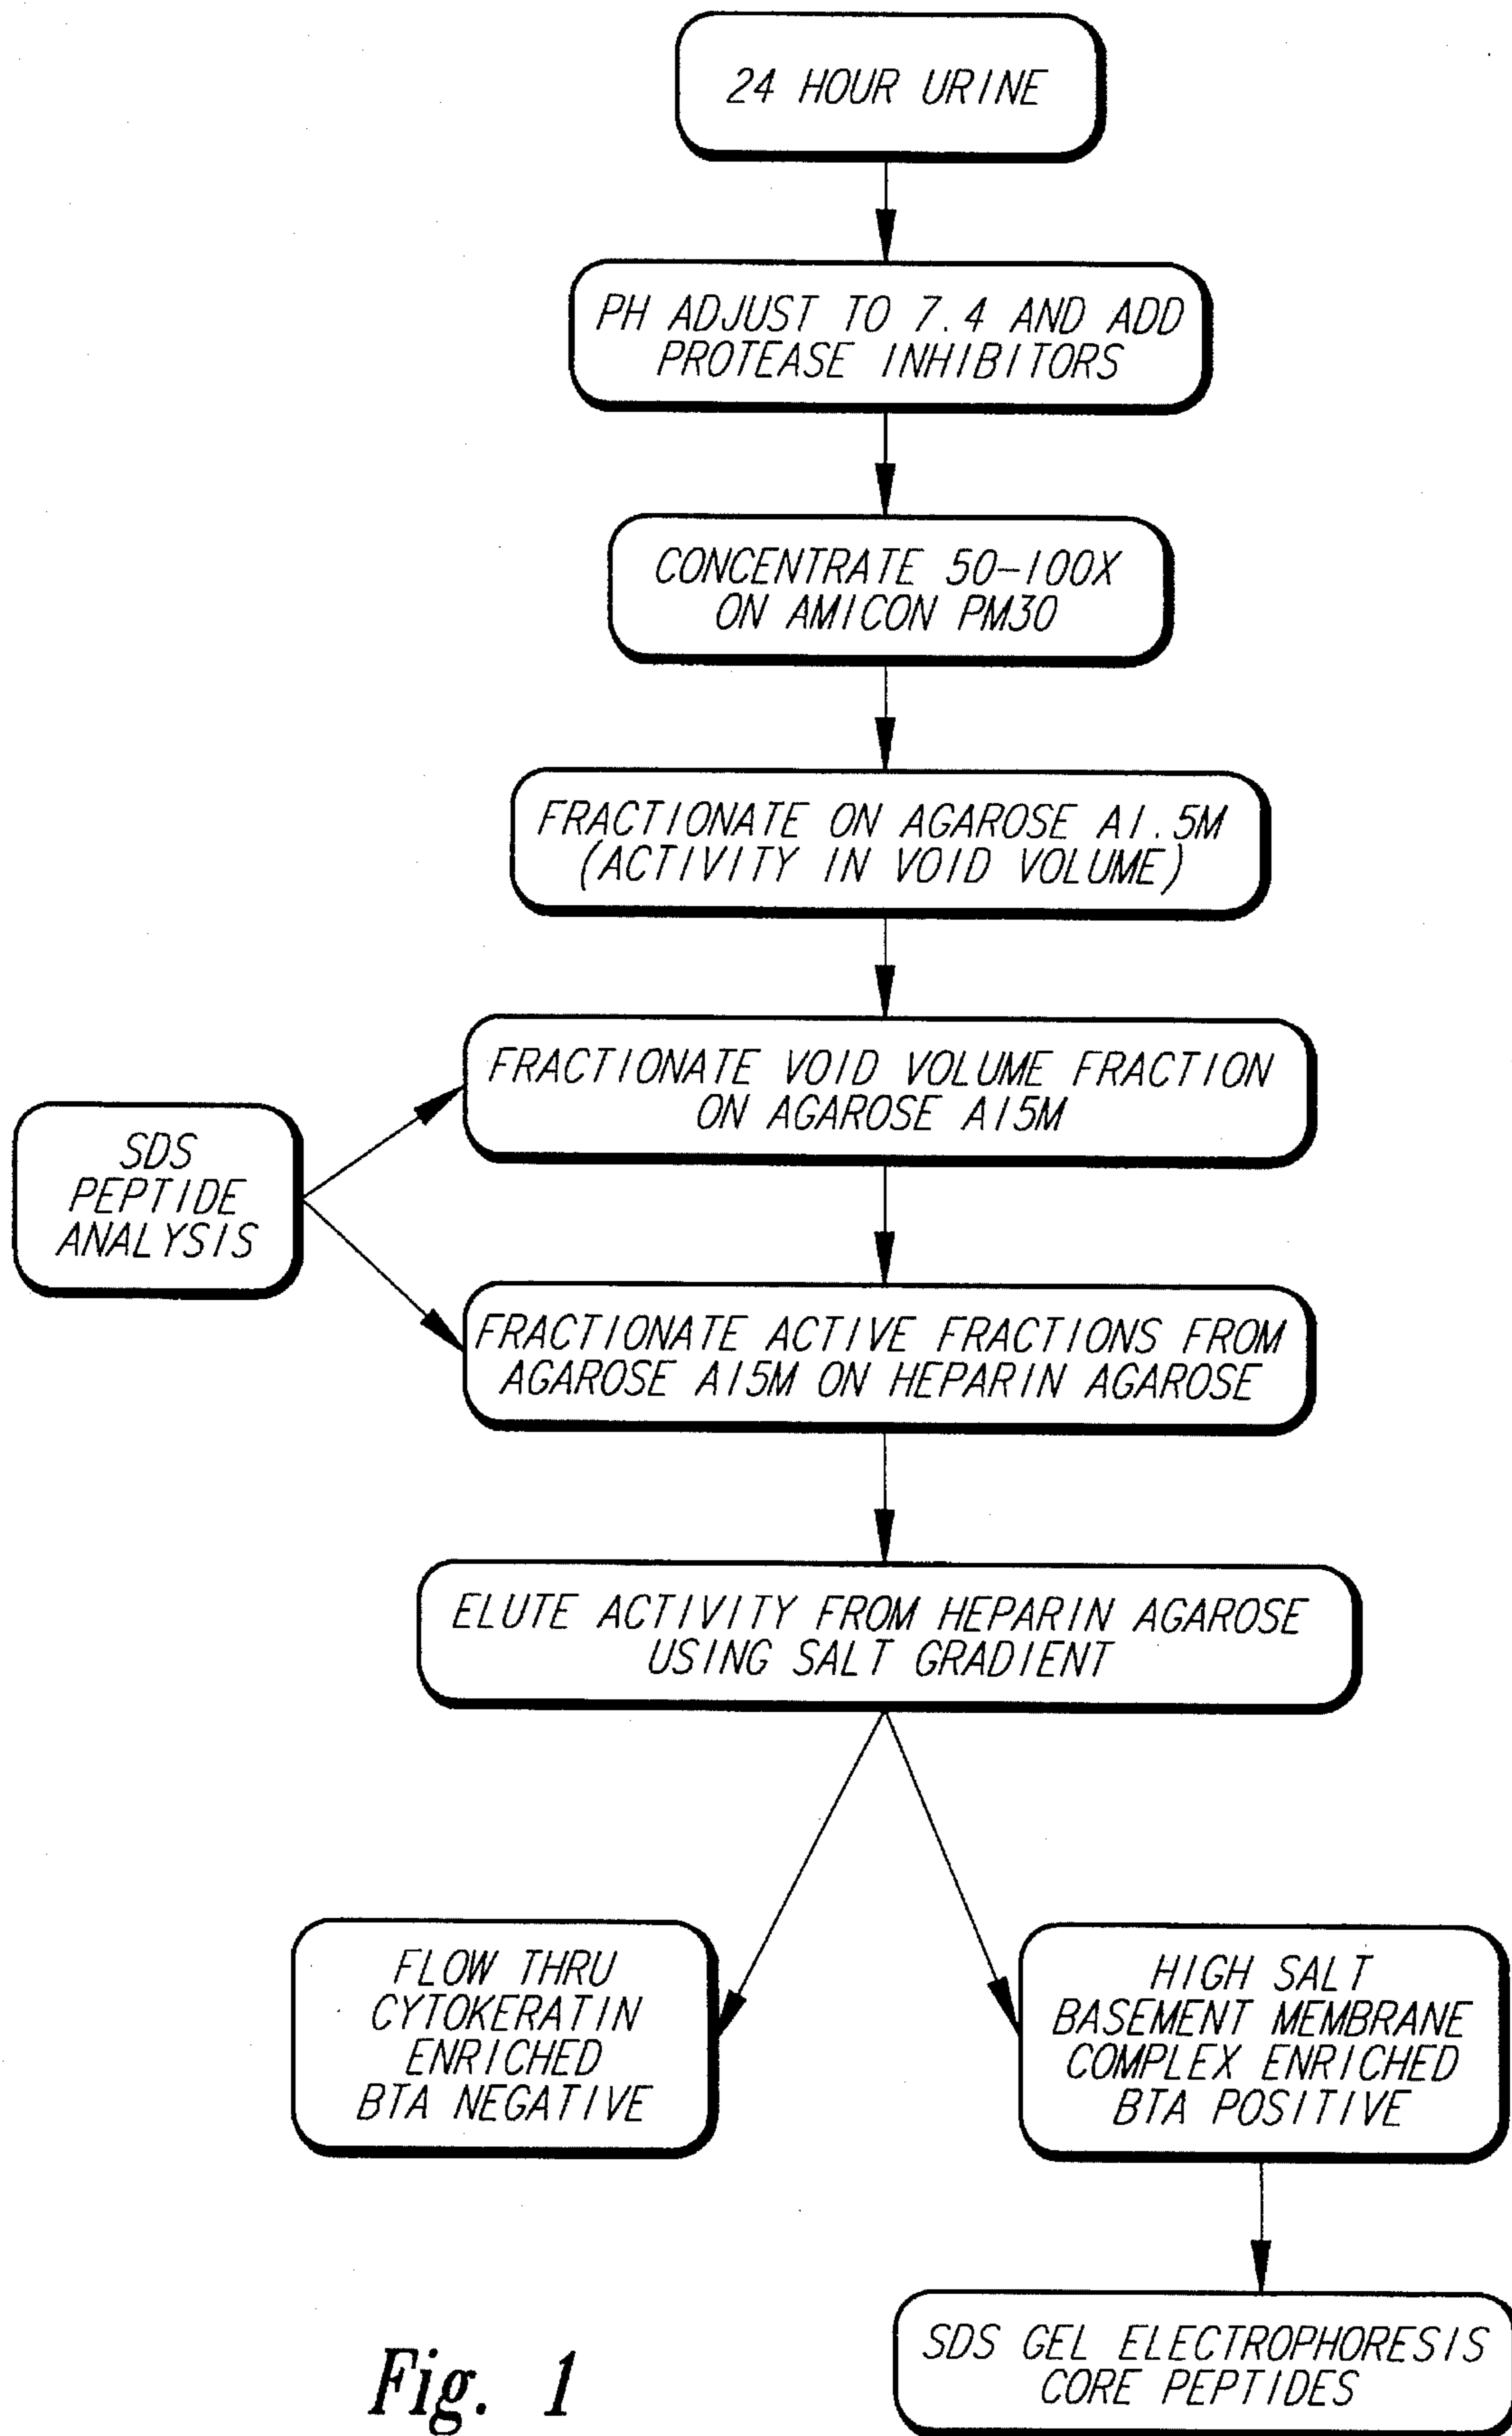 24 HOUR URINE
PH ADJUST TO 7.4 AND ADD
PROTEASE INHIBITORS
CONCENTRATE 50-100X
ON AMICON PM30
FRACTIONATE ON AGAROSE A1.5M
(ACTIVITY IN VOID VOLUME)
FRACTIONATE VOID VOLUME FRACTION
ON AGAROSE A15M
SDS
PEPTIDE
ANALYSIS
FRACTIONATE ACTIVE FRACTIONS FROM
AGAROSE A15M ON HEPARIN AGAROSE
ELUTE ACTIVITY FROM HEPARIN AGAROSE
USING SALT GRADIENT
FLOW THRU
CYTOKERATIN
ENRICHED
BTA NEGATIVE
HIGH SALT
BASEMENT MEMBRANE
COMPLEX ENRICHED
BTA POSITIVE
SDS GEL ELECTROPHORESIS
CORE PEPTIDES
Fig. 1